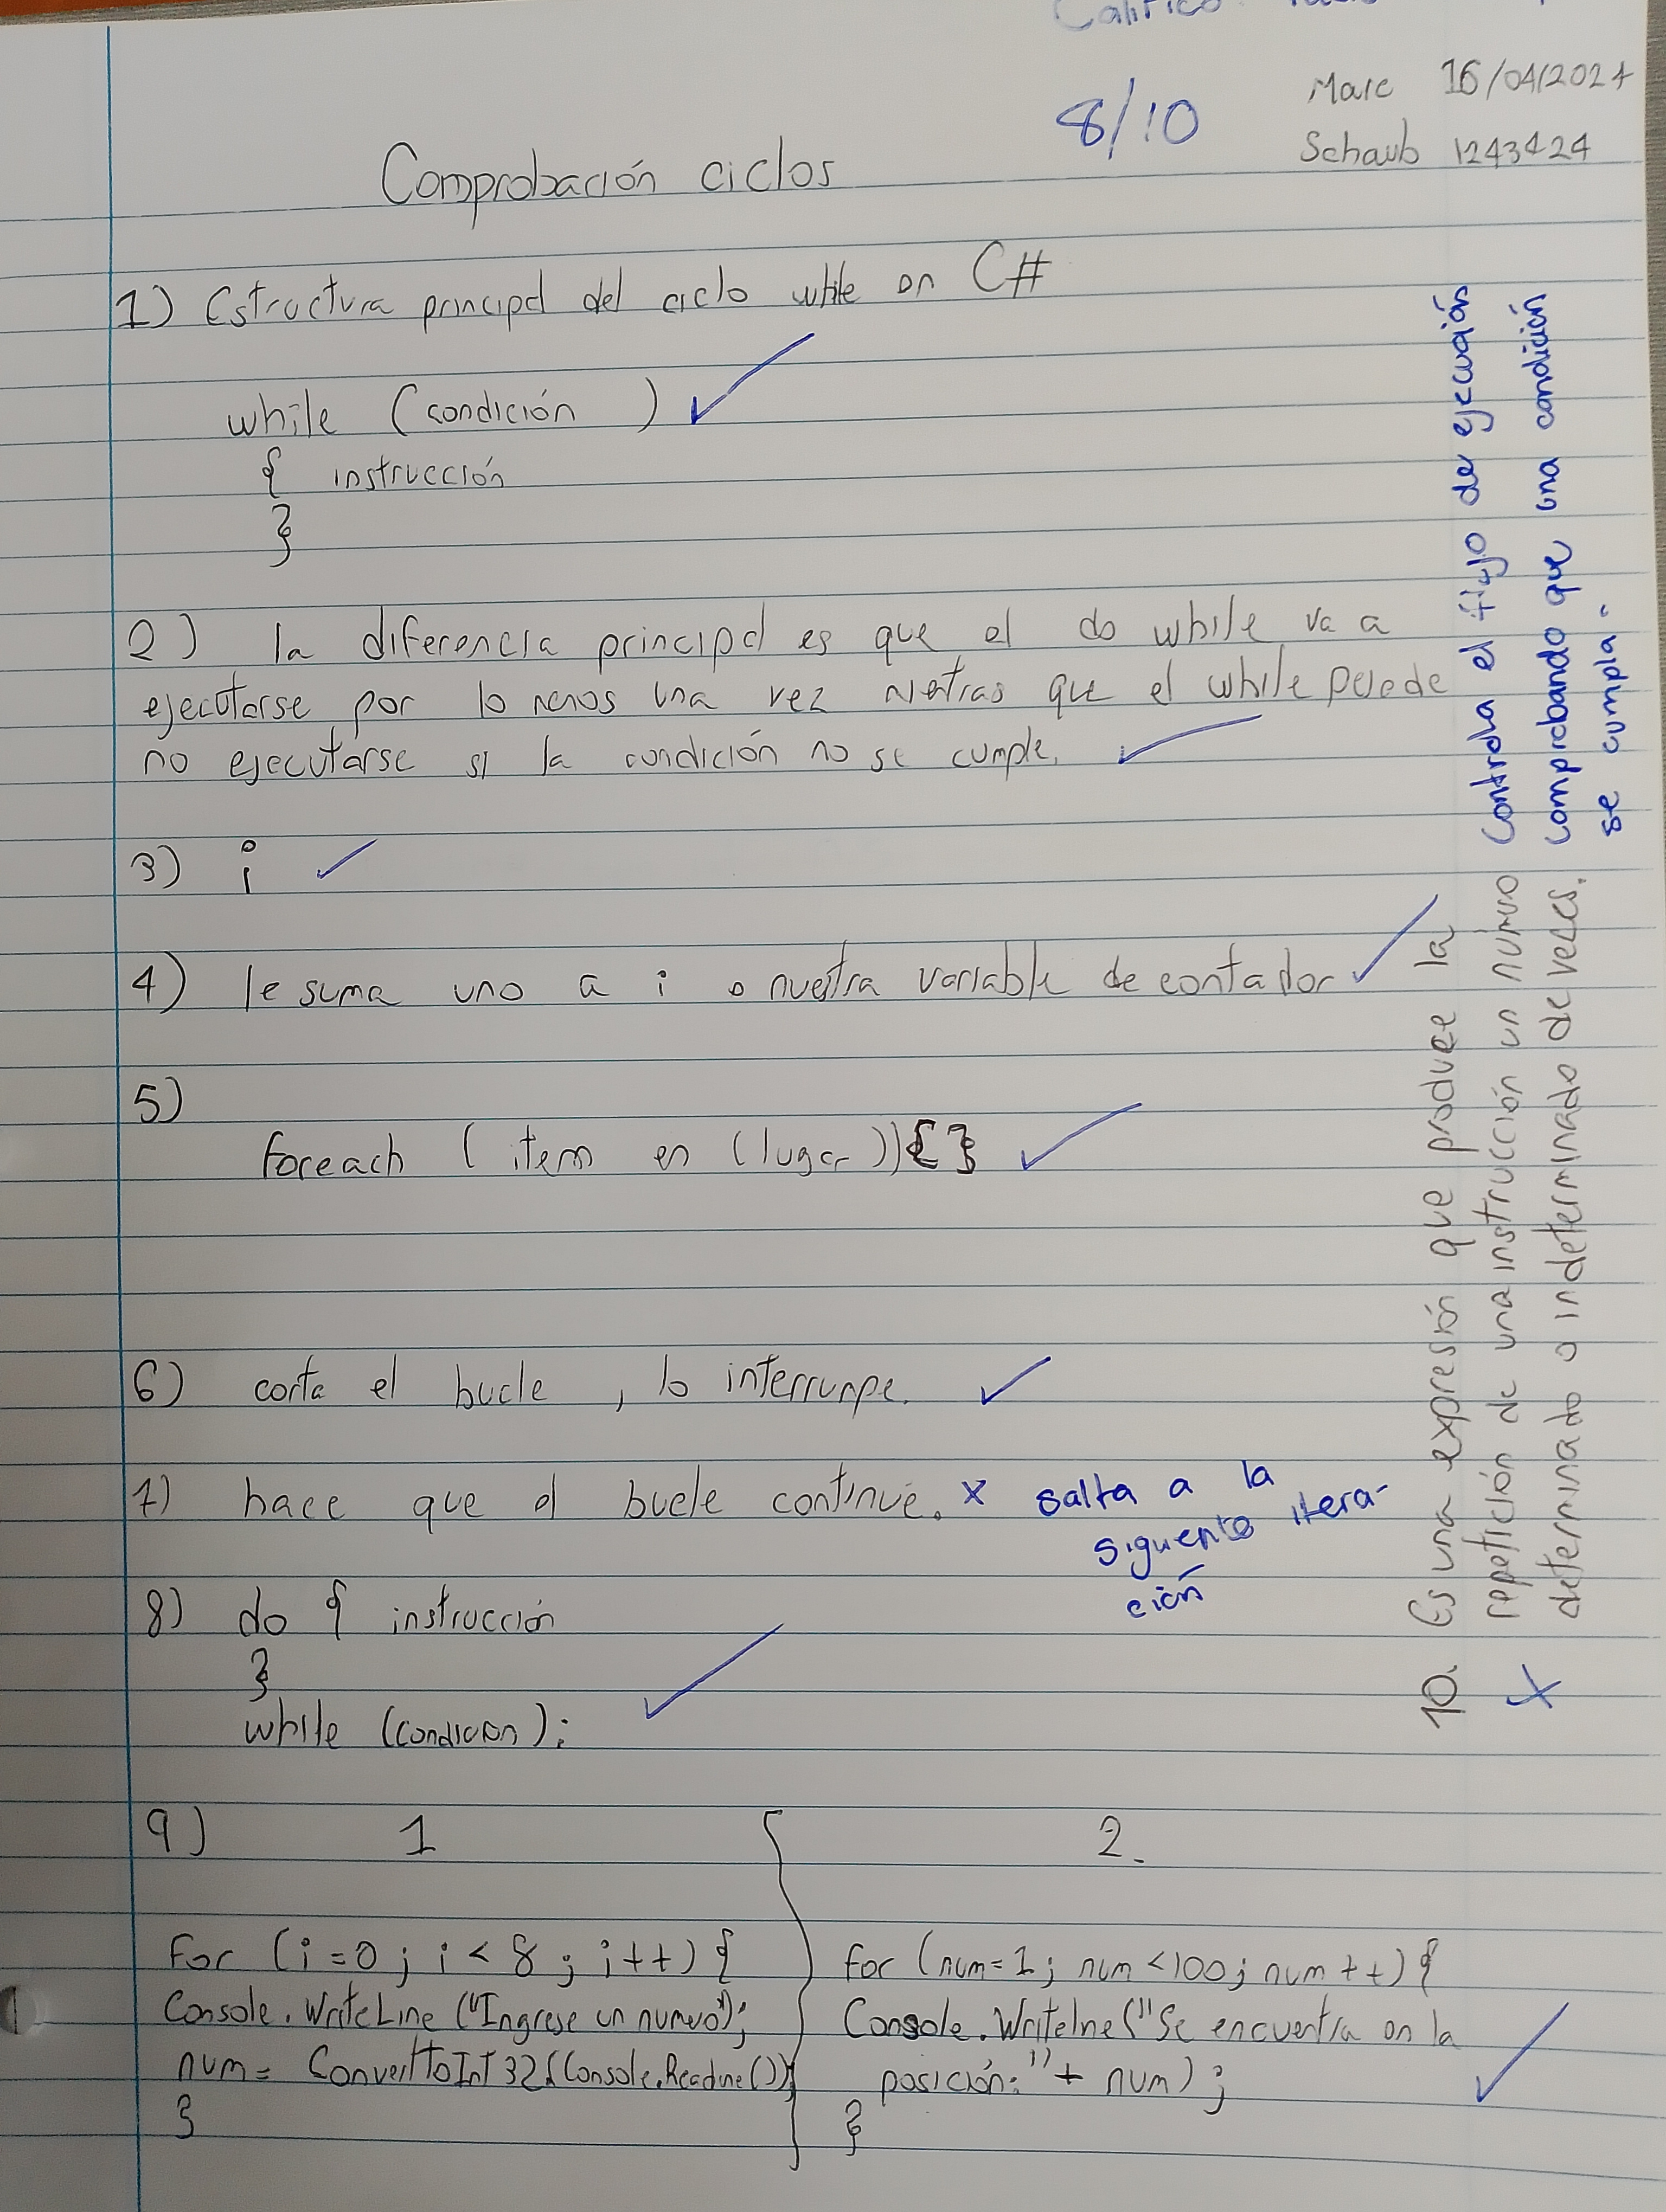 8/10
Marc 16/04/2024
Schaub 1243424
Comprobación ciclos
1) Estructura principal del ciclo while en C#
while (condición )
{ instrucción
}
2) la diferencia principal es que el do while va a
ejecutarse por lo menos una vez mientras que el while puede
no ejecutarse si la condición no se cumple.
3) i
4) le suma uno a i o nuestra variable de contador
5)
foreach (item en (lugar)){}
6) corta el bucle, lo interrumpe.
7) hace que el bucle continue. x salta a la
siguente itera-
ción
8) do { instrucción
}
while (condicion);
9) 1
for (i=0; i<8; i++) {
Console.WriteLine ("Ingrese un numero");
num= ConvertToInt32(Console.Readline())
}
2.
for (num=1; num<100; num++) {
Console.Writelne ("Se encuentra en la
posición:" + num);
}
10. Es una expresión que produce la
repetición de una instrucción un número
determinado o indeterminado de veces.
x
Controla el flujo de ejecución
comprobando que una condición
se cumpla.